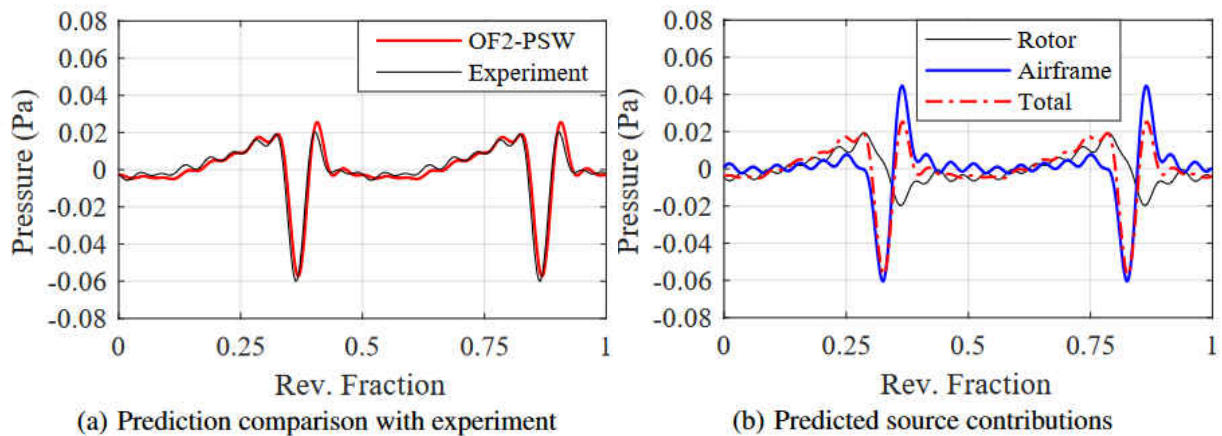 OF2-PSW
Experiment
0.08
0.06
0.04
0.02
0
-0.02
-0.04
-0.06
-0.08
Pressure (Pa)
0
0.25
0.5
0.75
1
Rev. Fraction
(a) Prediction comparison with experiment
Rotor
Airframe
Total
0.08
0.06
0.04
0.02
0
-0.02
-0.04
-0.06
-0.08
Pressure (Pa)
0
0.25
0.5
0.75
1
Rev. Fraction
(b) Predicted source contributions